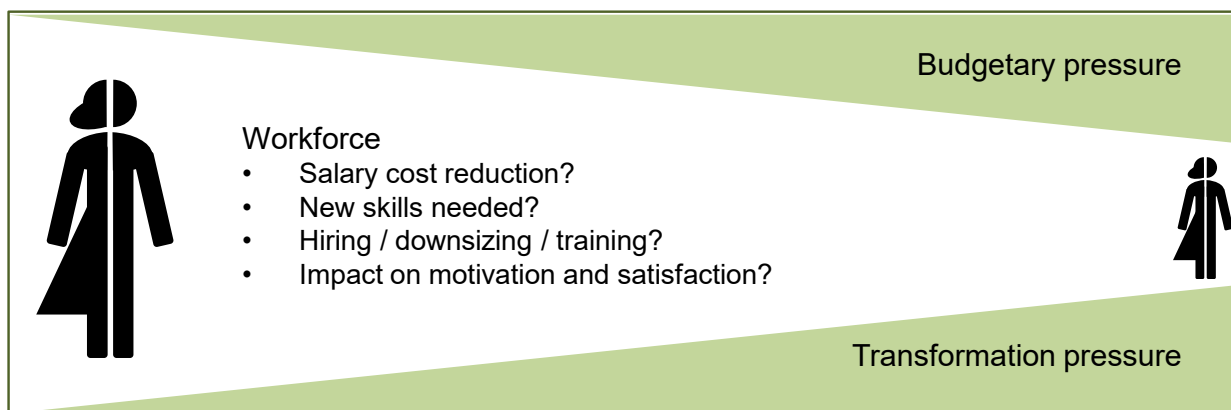 Budgetary pressure
Workforce
• Salary cost reduction?
• New skills needed?
• Hiring / downsizing / training?
• Impact on motivation and satisfaction?
Transformation pressure